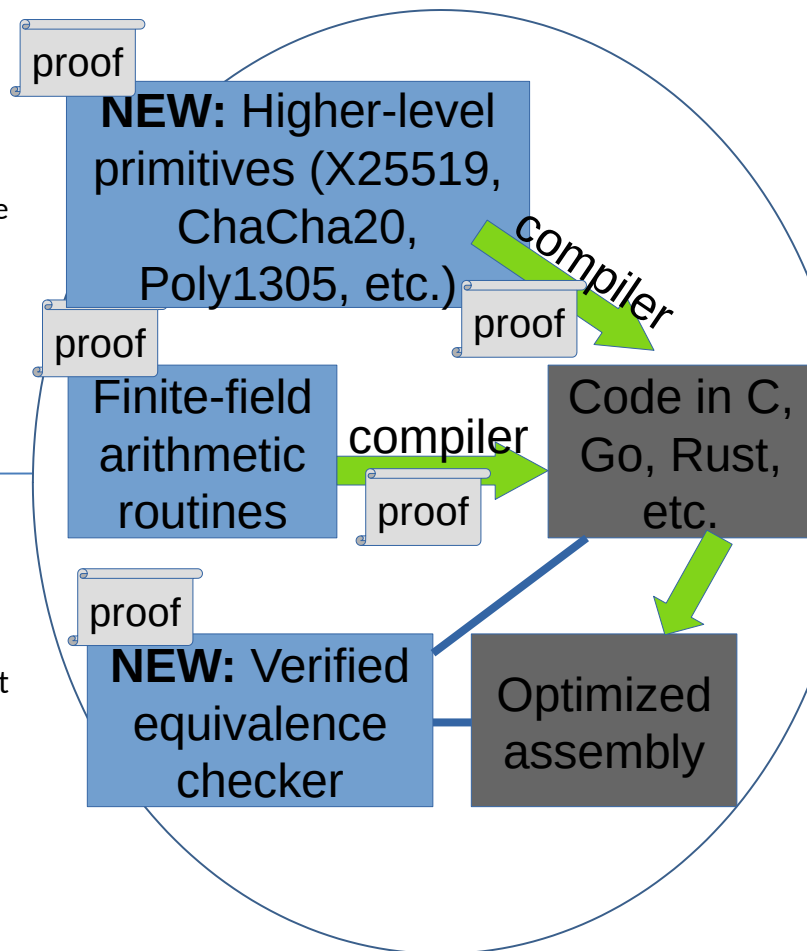 proof
NEW: Higher-level
primitives (X25519,
ChaCha20,
Poly1305, etc.)
e
compiler
proof
proof
Finite-field
arithmetic
routines
compiler
proof
Code in C,
Go, Rust,
etc.
proof
NEW: Verified
equivalence
checker
t
Optimized
assembly